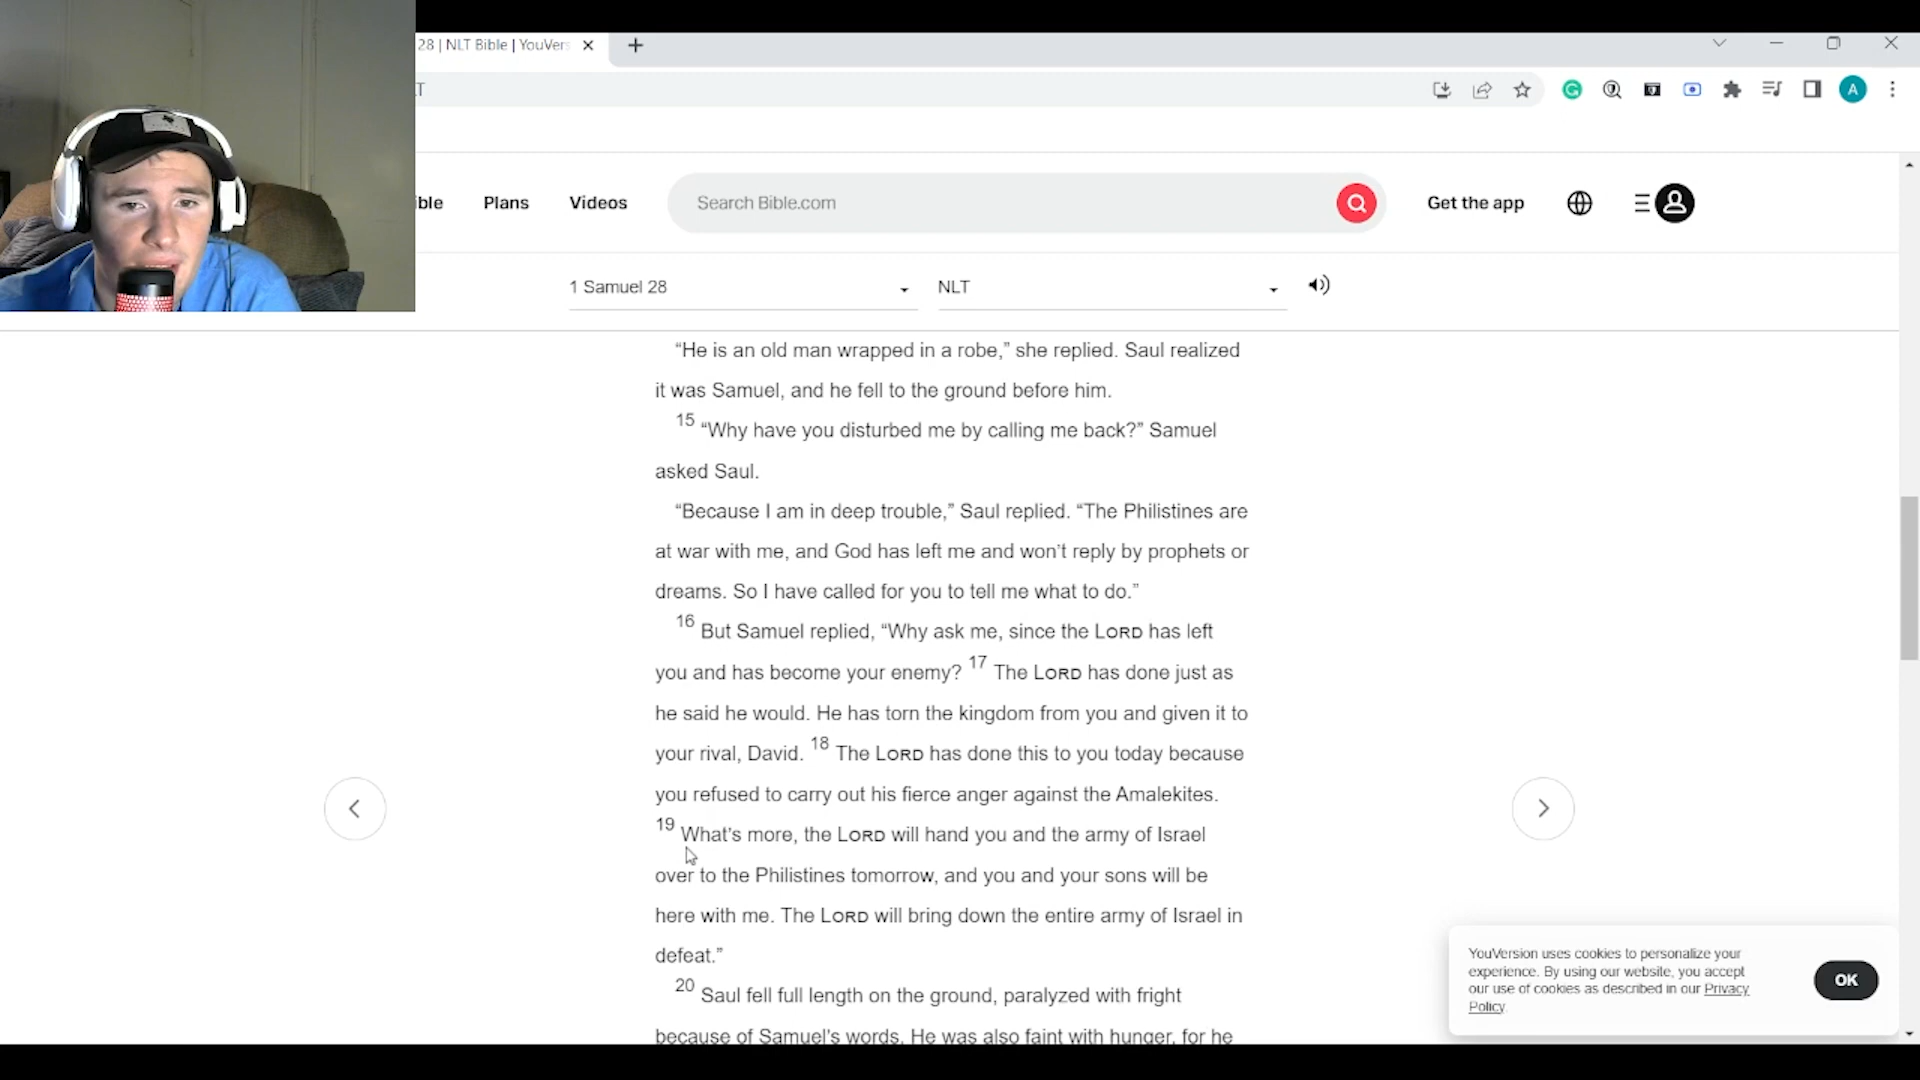 28 | NLT Bible | YouVers
LT
ible
Plans
Videos
Search Bible.com
Get the app
A
1 Samuel 28
NLT
“He is an old man wrapped in a robe,” she replied. Saul realized
it was Samuel, and he fell to the ground before him.
15 “Why have you disturbed me by calling me back?” Samuel
asked Saul.
“Because I am in deep trouble,” Saul replied. “The Philistines are
at war with me, and God has left me and won’t reply by prophets or
dreams. So I have called for you to tell me what to do.”
16 But Samuel replied, “Why ask me, since the LORD has left
you and has become your enemy? 17 The LORD has done just as
he said he would. He has torn the kingdom from you and given it to
your rival, David. 18 The LORD has done this to you today because
you refused to carry out his fierce anger against the Amalekites.
19 What’s more, the LORD will hand you and the army of Israel
over to the Philistines tomorrow, and you and your sons will be
here with me. The LORD will bring down the entire army of Israel in
defeat.”
20 Saul fell full length on the ground, paralyzed with fright
because of Samuel’s words. He was also faint with hunger, for he
YouVersion uses cookies to personalize your
experience. By using our website, you accept
our use of cookies as described in our Privacy
Policy.
OK